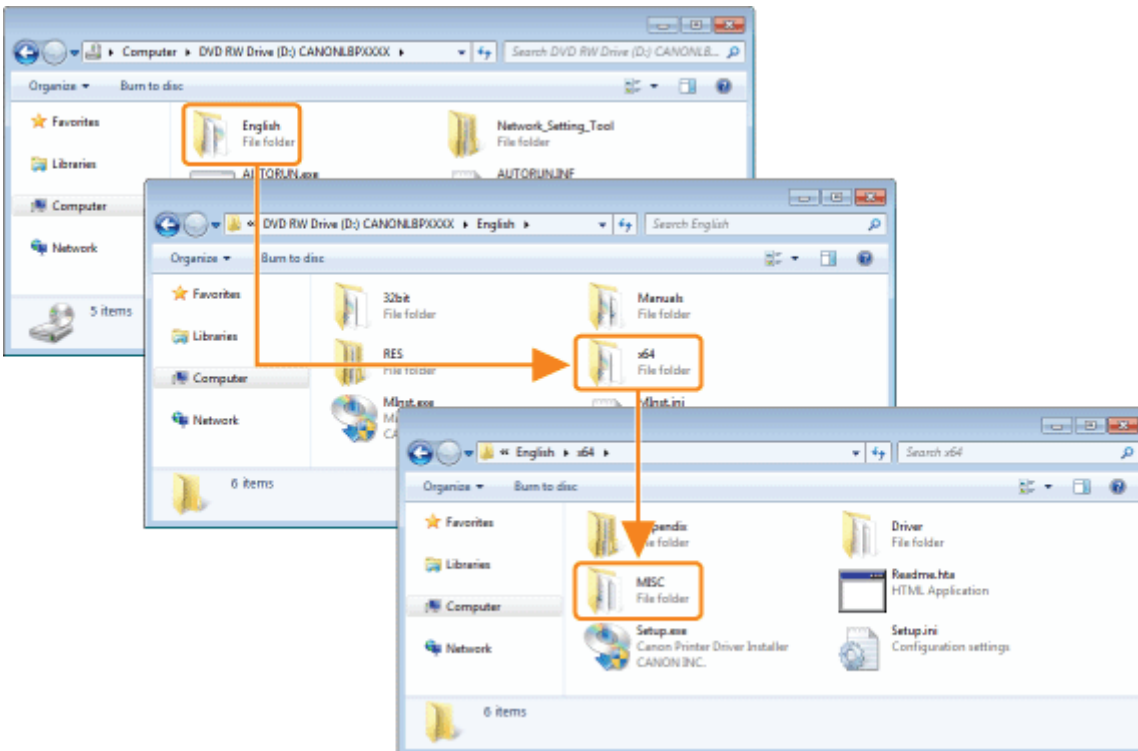 Computer ▸ DVD RW Drive (D:) CANONLBPXXXX ▸
Search DVD RW Drive (D:) CANONLB...
Organize Burn to disc
Favorites
Libraries
Computer
Network
English
File folder
Network_Setting_Tool
File folder
AUTORUN.exe
AUTORUN.INF
5 items
« DVD RW Drive (D:) CANONLBPXXXX ▸ English ▸
Search English
Organize Burn to disc
Favorites
Libraries
Computer
Network
32bit
File folder
Manuals
File folder
RES
File folder
x64
File folder
MInst.exe
MInst.ini
6 items
« English ▸ x64 ▸
Search x64
Organize Burn to disc
Favorites
Libraries
Computer
Network
File folder
Driver
File folder
MISC
File folder
Readme.hta
HTML Application
Setup.exe
Canon Printer Driver Installer
CANON INC.
Setup.ini
Configuration settings
6 items